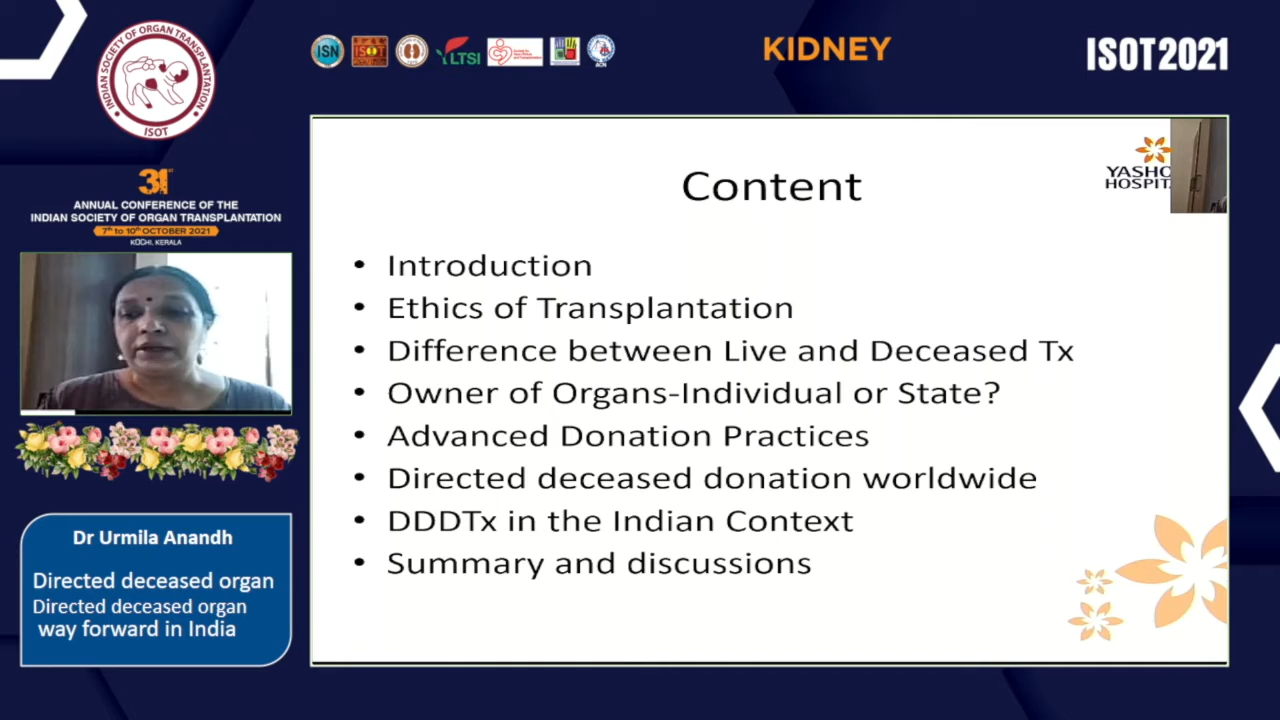 INDIAN SOCIETY OF ORGAN TRANSPLANTATION
ISOT
31st
ANNUAL CONFERENCE OF THE
INDIAN SOCIETY OF ORGAN TRANSPLANTATION
7th to 10th OCTOBER 2021
KOCHI, KERALA
ISN
ISOT
LTSI
ACN
KIDNEY
ISOT2021
YASHO
HOSPIT
Content
• Introduction
• Ethics of Transplantation
• Difference between Live and Deceased Tx
• Owner of Organs-Individual or State?
• Advanced Donation Practices
• Directed deceased donation worldwide
• DDDTx in the Indian Context
• Summary and discussions
Dr Urmila Anandh
Directed deceased organ
Directed deceased organ
way forward in India